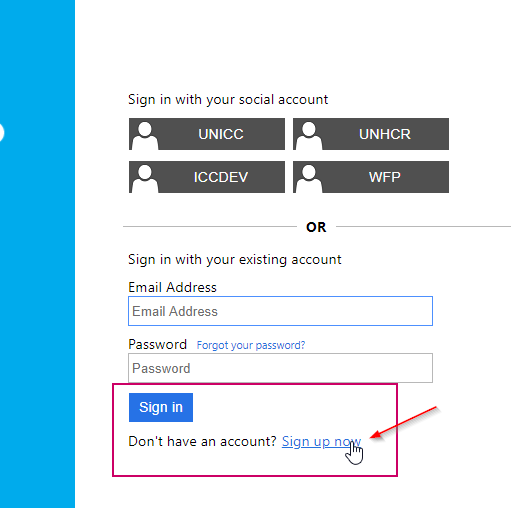 Sign in with your social account
UNICC UNHCR
ICCDEV WFP
OR
Sign in with your existing account
Email Address
Email Address
Password Forgot your password?
Password
Sign in
Don't have an account? Sign up now